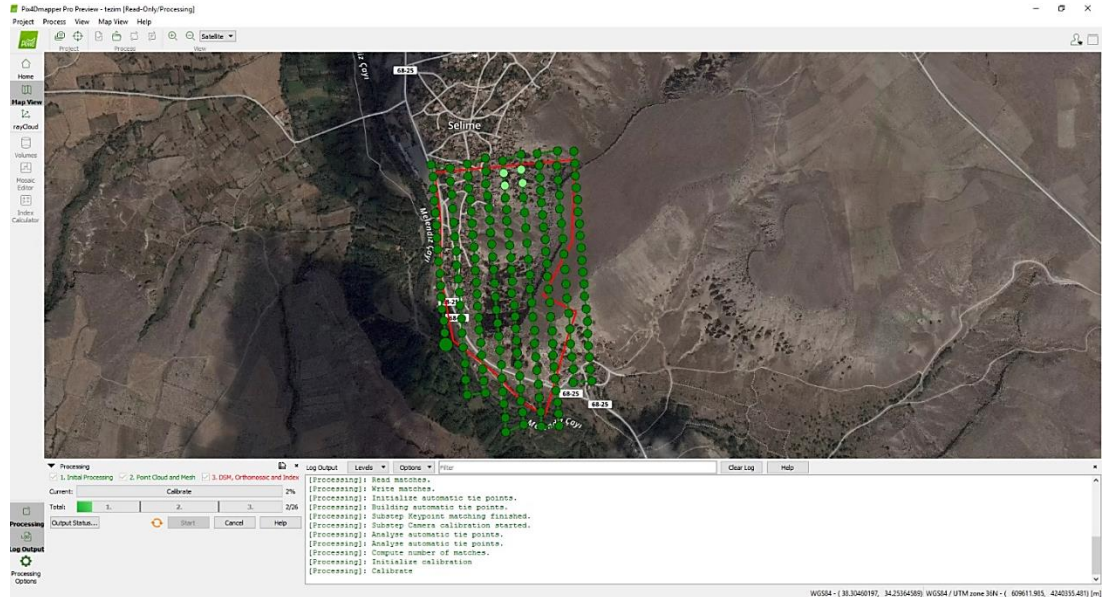 Pix4Dmapper Pro Preview - tezim [Read-Only/Processing]
Project Process View Map View Help
Satellite
Project Process View
Home
Map View
rayCloud
Volumes
Mosaic
Editor
Index
Calculator
68-25
Selime
Melendiz Çayı
68-25
68-25
Melendiz Çayı
Processing
1. Initial Processing 2. Point Cloud and Mesh 3. DSM, Orthomosaic and Index
Current: Calibrate 2%
Total: 1. 2. 3. 2/26
Output Status... Start Cancel Help
Processing
Log Output
Processing
Options
Log Output Levels Options Filter Clear Log Help
[Processing]: Read matches.
[Processing]: Write matches.
[Processing]: Initialize automatic tie points.
[Processing]: Building automatic tie points.
[Processing]: Substep Keypoint matching finished.
[Processing]: Substep Camera calibration started.
[Processing]: Analyse automatic tie points.
[Processing]: Analyse automatic tie points.
[Processing]: Compute number of matches.
[Processing]: Initialize calibration
[Processing]: Calibrate
WGS84 - ( 38.30460197, 34.25364589) WGS84 / UTM zone 36N - ( 609611.985, 4240355.481) [m]